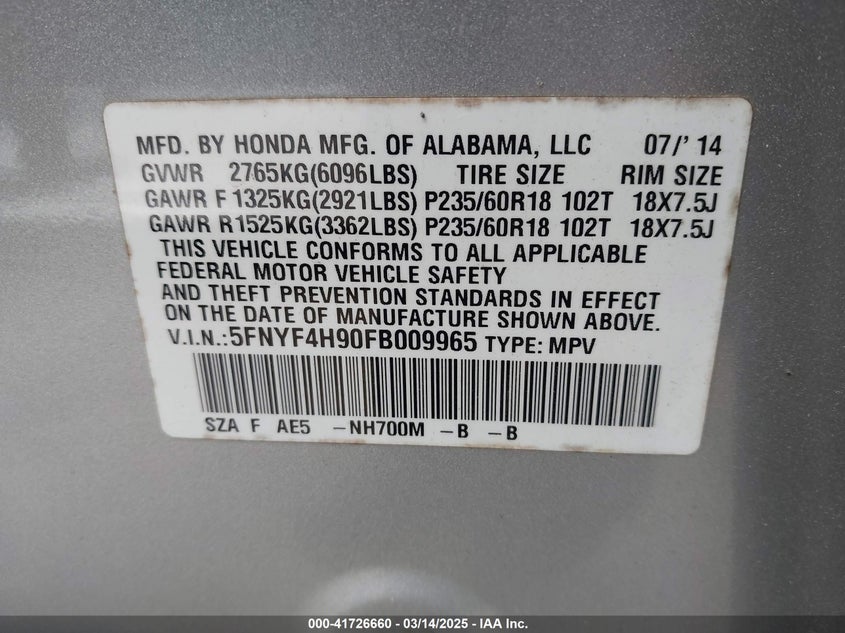 MFD. BY HONDA MFG. OF ALABAMA, LLC 07/' 14
GVWR 2765KG(6096LBS) TIRE SIZE RIM SIZE
GAWR F 1325KG(2921LBS) P235/60R18 102T 18X7.5J
GAWR R1525KG(3362LBS) P235/60R18 102T 18X7.5J
THIS VEHICLE CONFORMS TO ALL APPLICABLE
FEDERAL MOTOR VEHICLE SAFETY
AND THEFT PREVENTION STANDARDS IN EFFECT
ON THE DATE OF MANUFACTURE SHOWN ABOVE.
V.I.N.:5FNYF4H90FB009965 TYPE: MPV
SZA F AE5 -NH700M -B -B
000-41726660 - 03/14/2025 - IAA Inc.